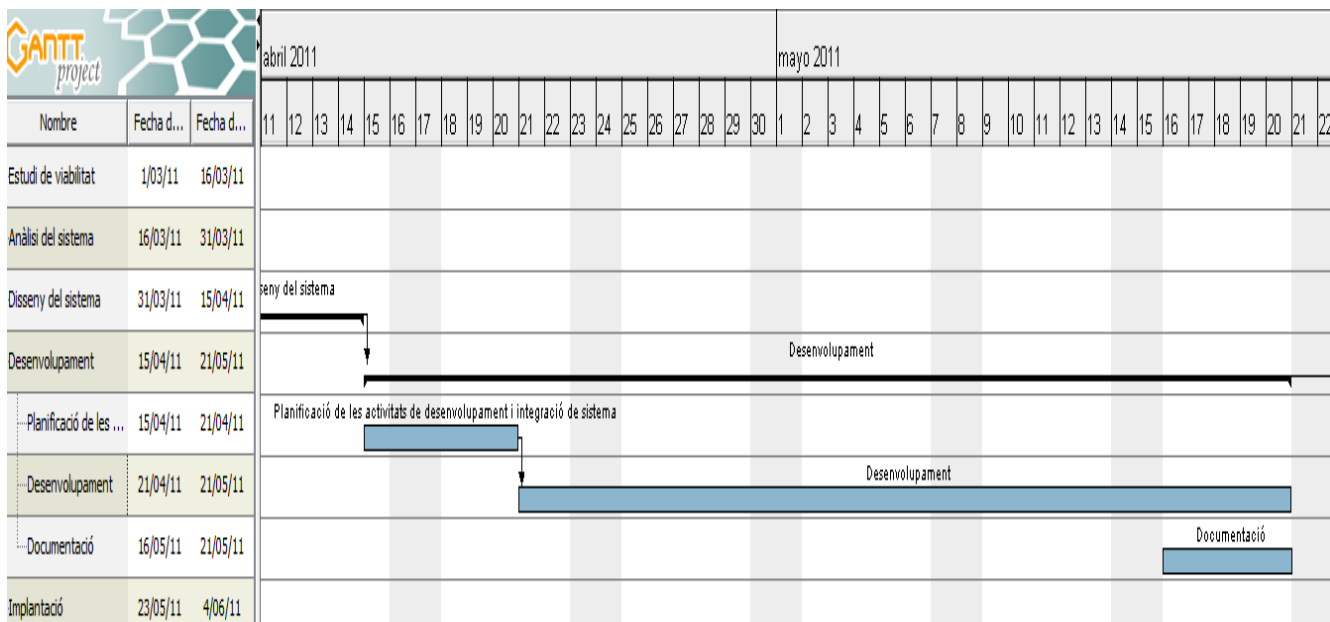 GANTT
project
abril 2011
mayo 2011
Nombre Fecha d... Fecha d... 11 12 13 14 15 16 17 18 19 20 21 22 23 24 25 26 27 28 29 30 1 2 3 4 5 6 7 8 9 10 11 12 13 14 15 16 17 18 19 20 21 22
Estudi de viabilitat 1/03/11 16/03/11
Anàlisi del sistema 16/03/11 31/03/11
Disseny del sistema 31/03/11 15/04/11 seny del sistema
Desenvolupament 15/04/11 21/05/11 Desenvolupament
Planificació de les ... 15/04/11 21/04/11 Planificació de les activitats de desenvolupament i integració de sistema
Desenvolupament 21/04/11 21/05/11 Desenvolupament
Documentació 16/05/11 21/05/11 Documentació
Implantació 23/05/11 4/06/11